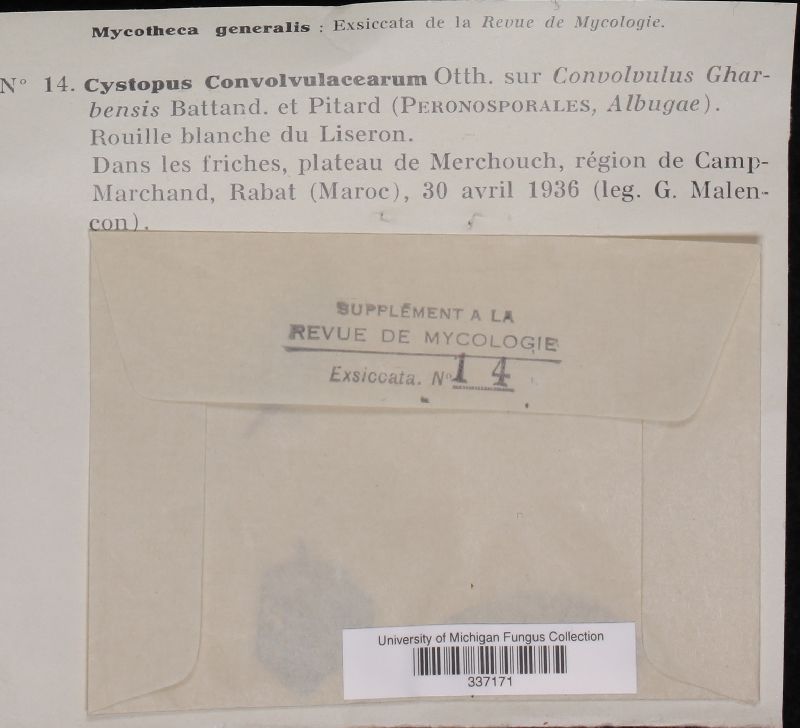 Mycotheca generalis : Exsiccata de la Revue de Mycologie.
N° 14. Cystopus Convolvulacearum Otth. sur Convolvulus Ghar-
bensis Battand. et Pitard (PERONOSPORALES, Albugae).
Rouille blanche du Liseron.
Dans les friches, plateau de Merchouch, région de Camp-
Marchand, Rabat (Maroc), 30 avril 1936 (leg. G. Malen-
con).
SUPPLÉMENT A LA
REVUE DE MYCOLOGIE
Exsiccata. N° 14
University of Michigan Fungus Collection
337171